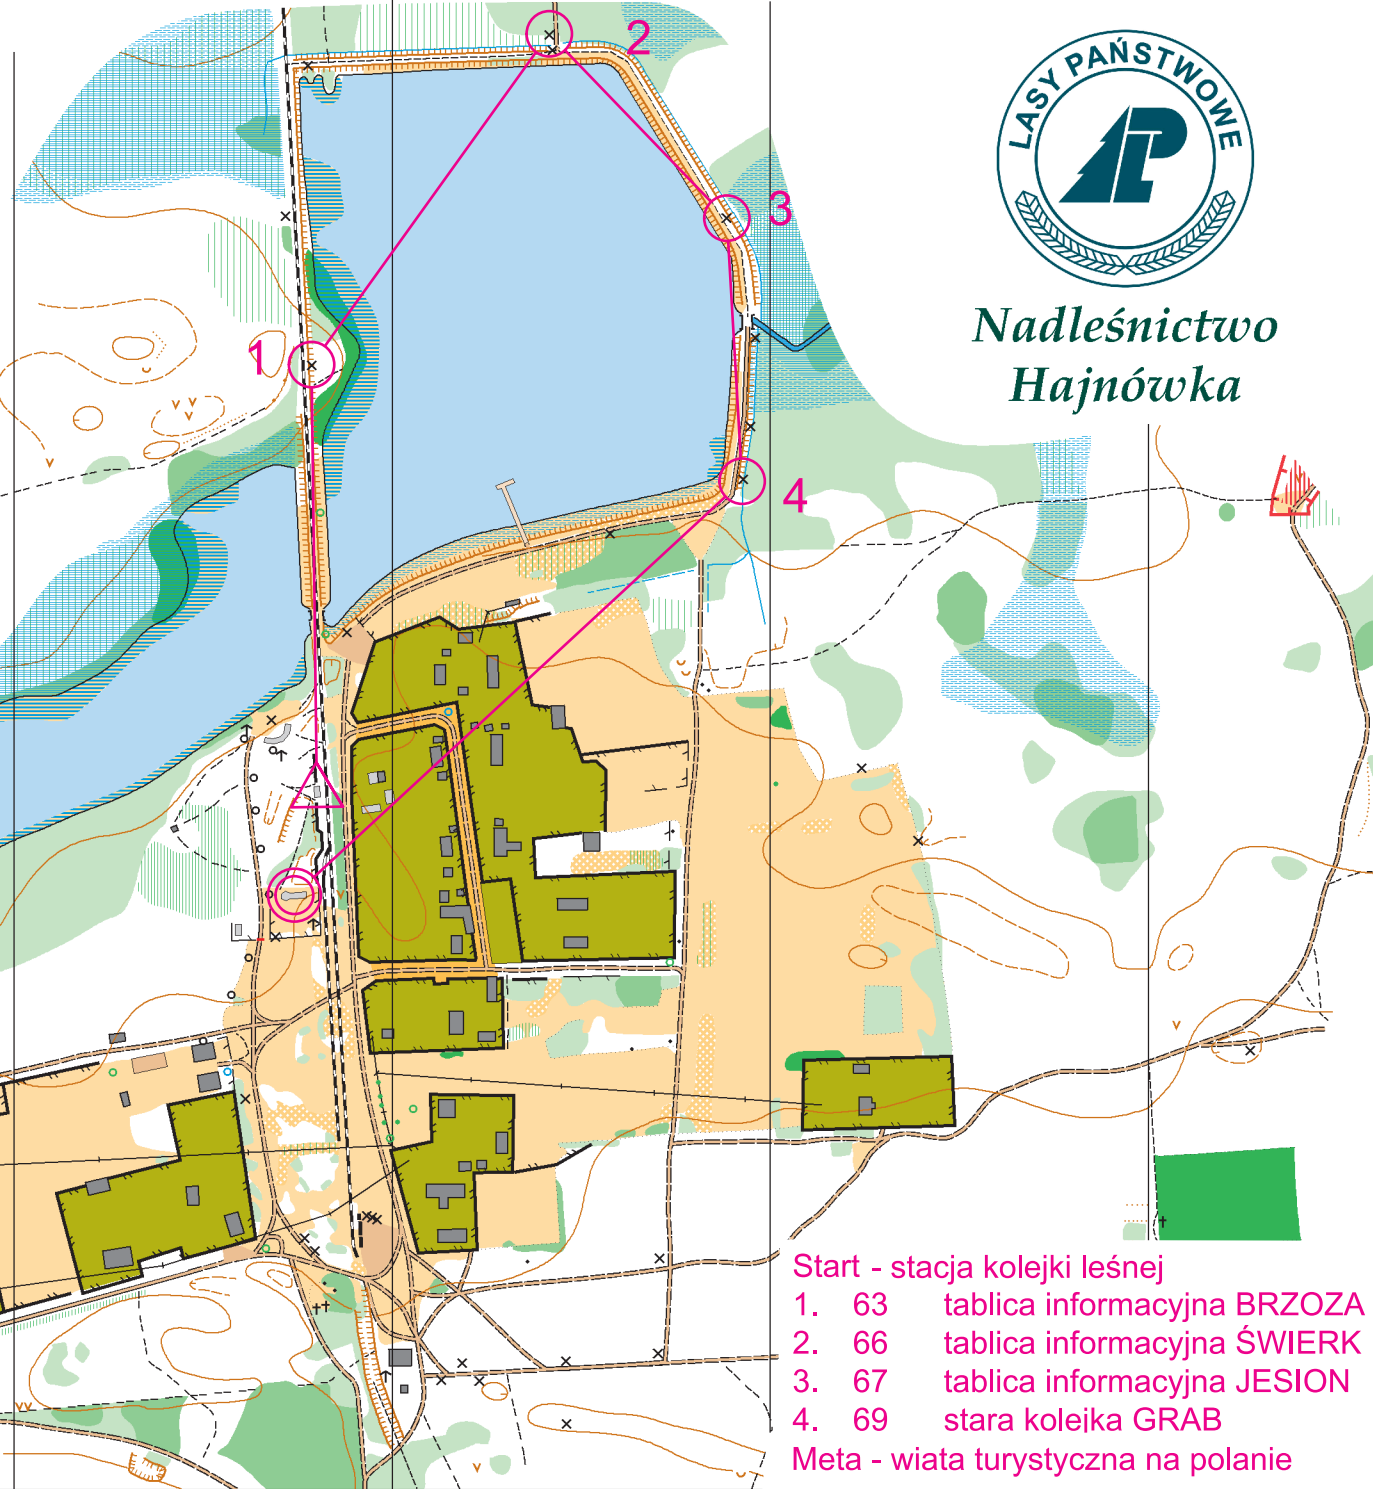 LASY PAŃSTWOWE
Nadleśnictwo
Hajnówka
2
3
1
4
Start - stacja kolejki leśnej
1. 63 tablica informacyjna BRZOZA
2. 66 tablica informacyjna ŚWIERK
3. 67 tablica informacyjna JESION
4. 69 stara kolejka GRAB
Meta - wiata turystyczna na polanie